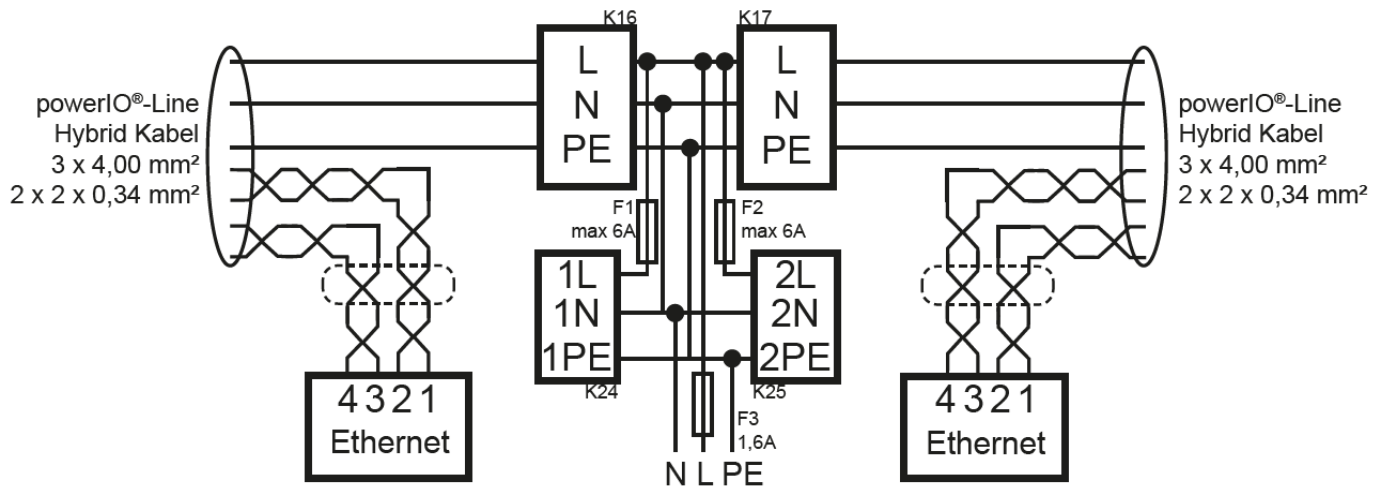 K16
K17
powerIO®-Line
Hybrid Kabel
3 x 4,00 mm²
2 x 2 x 0,34 mm²
L
N
PE
L
N
PE
powerIO®-Line
Hybrid Kabel
3 x 4,00 mm²
2 x 2 x 0,34 mm²
F1
max 6A
F2
max 6A
1L
1N
1PE
K24
2L
2N
2PE
K25
F3
1,6A
N L PE
4 3 2 1
Ethernet
4 3 2 1
Ethernet